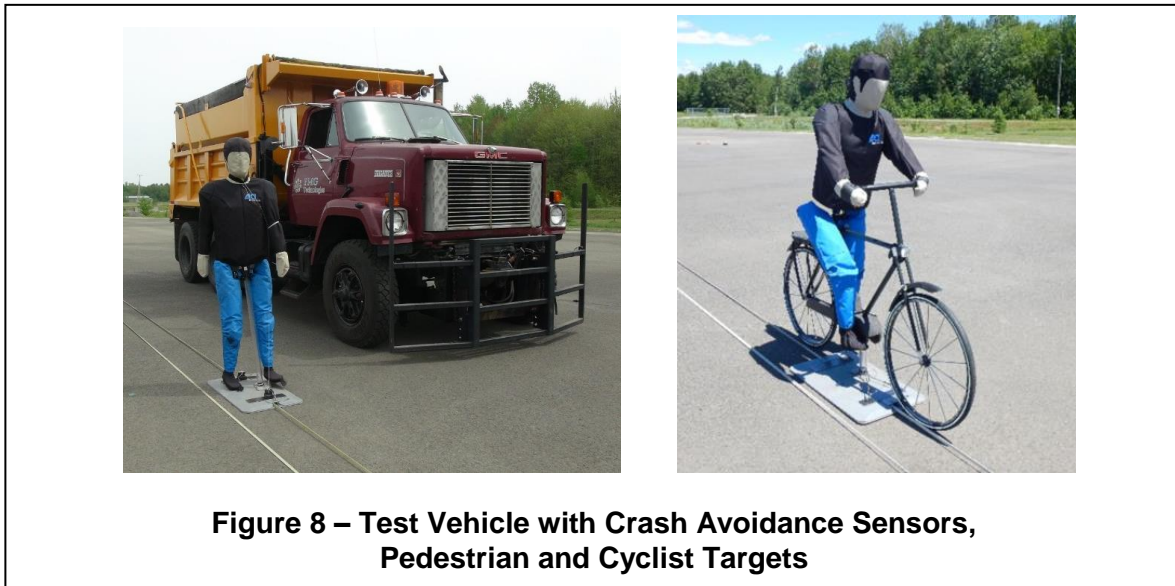 GMC
Figure 8 – Test Vehicle with Crash Avoidance Sensors,
Pedestrian and Cyclist Targets